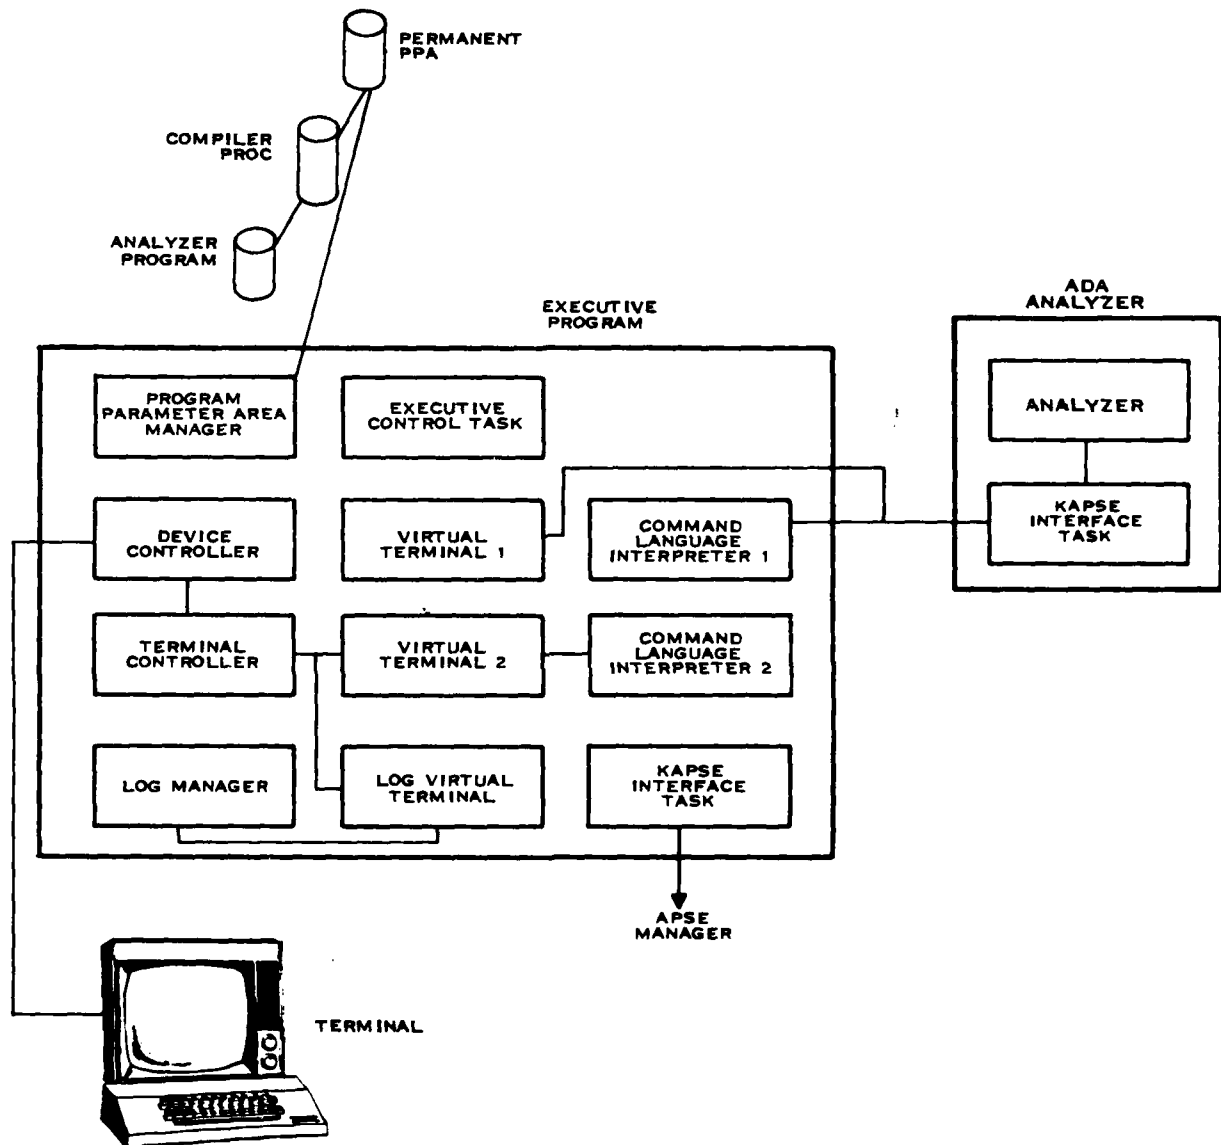 PERMANENT
PPA
COMPILER
PROC
ANALYZER
PROGRAM
EXECUTIVE
PROGRAM
ADA
ANALYZER
PROGRAM
PARAMETER AREA
MANAGER
EXECUTIVE
CONTROL TASK
ANALYZER
DEVICE
CONTROLLER
VIRTUAL
TERMINAL 1
COMMAND
LANGUAGE
INTERPRETER 1
KAPSE
INTERFACE
TASK
TERMINAL
CONTROLLER
VIRTUAL
TERMINAL 2
COMMAND
LANGUAGE
INTERPRETER 2
LOG MANAGER
LOG VIRTUAL
TERMINAL
KAPSE
INTERFACE
TASK
APSE
MANAGER
TERMINAL